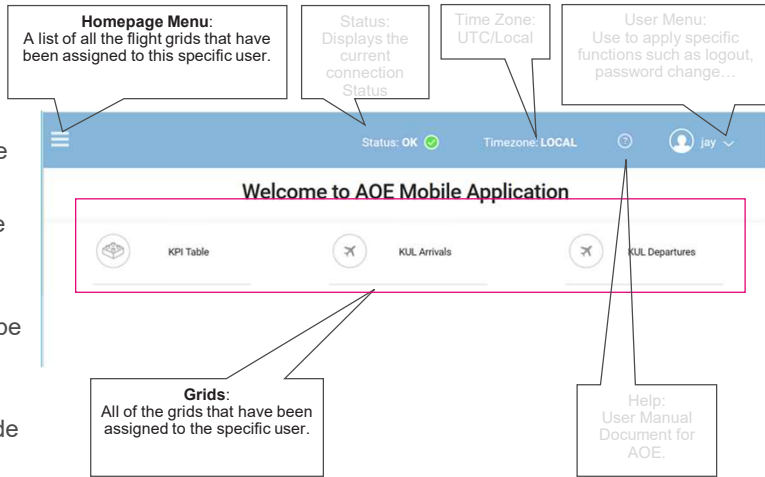 Homepage Menu:
A list of all the flight grids that have
been assigned to this specific user.
Status:
Displays the
current
connection
Status
Time Zone:
UTC/Local
User Menu:
Use to apply specific
functions such as logout,
password change…
Status: OK
Timezone: LOCAL
?
jay
Welcome to AOE Mobile Application
KPI Table
KUL Arrivals
KUL Departures
Grids:
All of the grids that have been
assigned to the specific user.
Help:
User Manual
Document for
AOE.